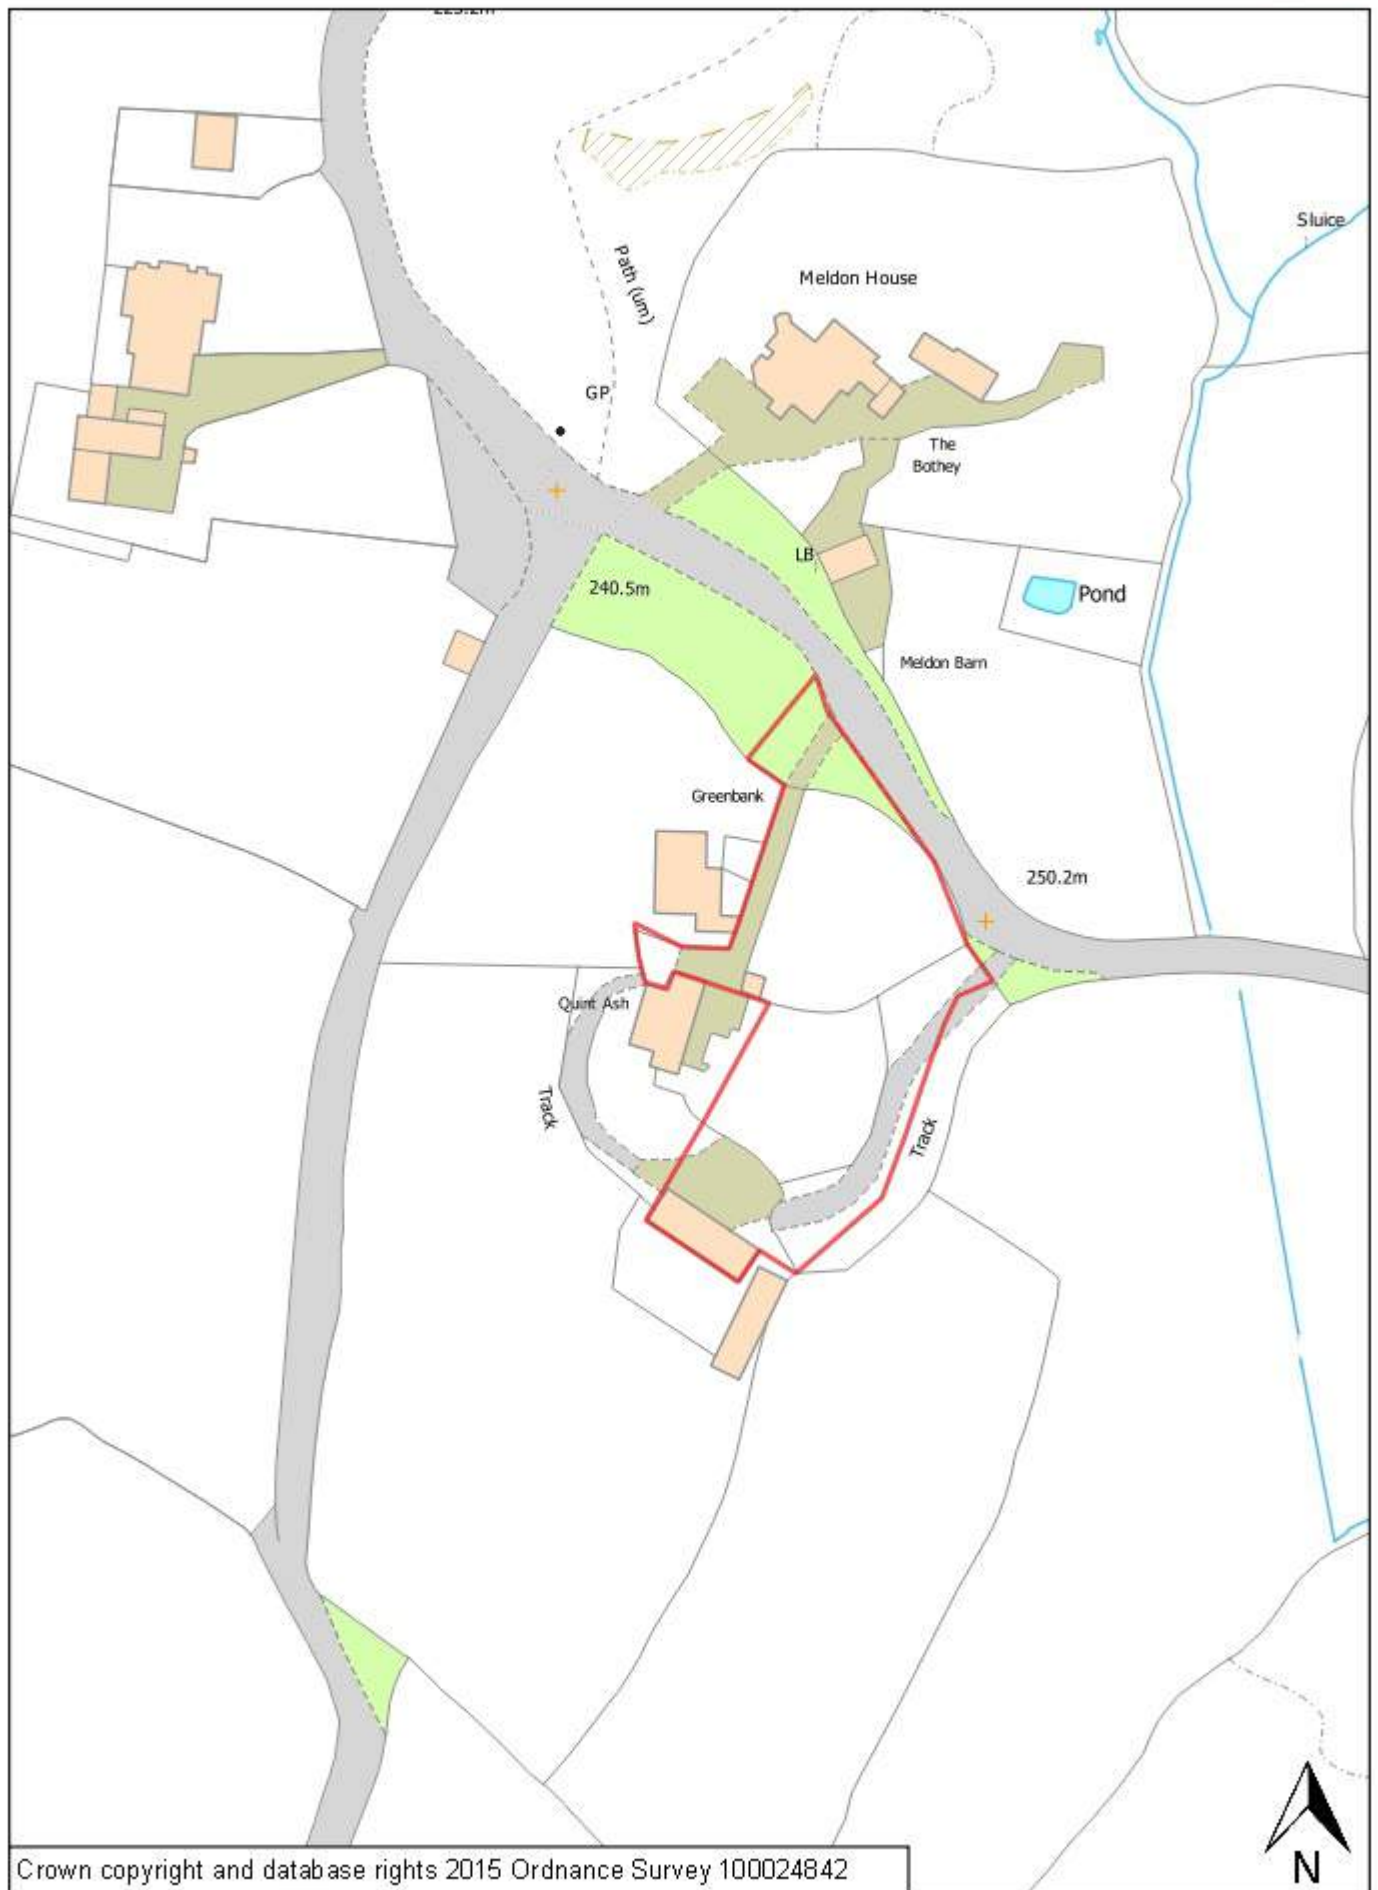 Sluice
Meldon House
Path (um)
GP
The
Bothey
LB
240.5m
Pond
Meldon Barn
Greenbank
250.2m
Quint Ash
Track
Track
N
Crown copyright and database rights 2015 Ordnance Survey 100024842